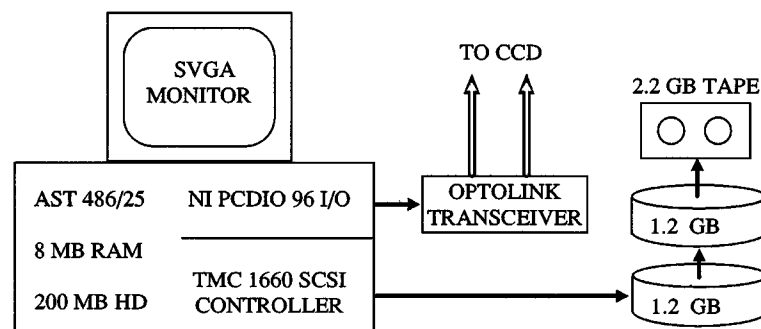 SVGA
MONITOR
TO CCD
2.2 GB TAPE
AST 486/25
NI PCDIO 96 I/O
OPTOLINK
TRANSCEIVER
1.2 GB
8 MB RAM
TMC 1660 SCSI
CONTROLLER
200 MB HD
1.2 GB